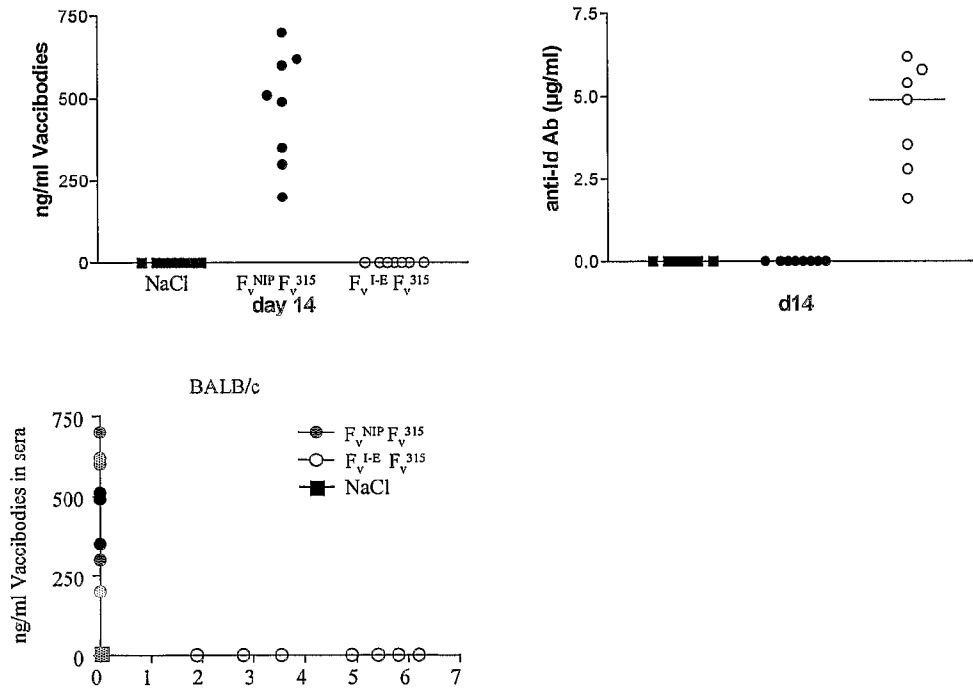 750
500
250
0
ng/ml Vaccibodies
NaCl
F_v^NIP F_v^315
F_v^I-E F_v^315
day 14
7.5
5.0
2.5
0.0
anti-Id Ab (µg/ml)
d14
BALB/c
750
500
250
0
ng/ml Vaccibodies in sera
F_v^NIP F_v^315
F_v^I-E F_v^315
NaCl
0 1 2 3 4 5 6 7